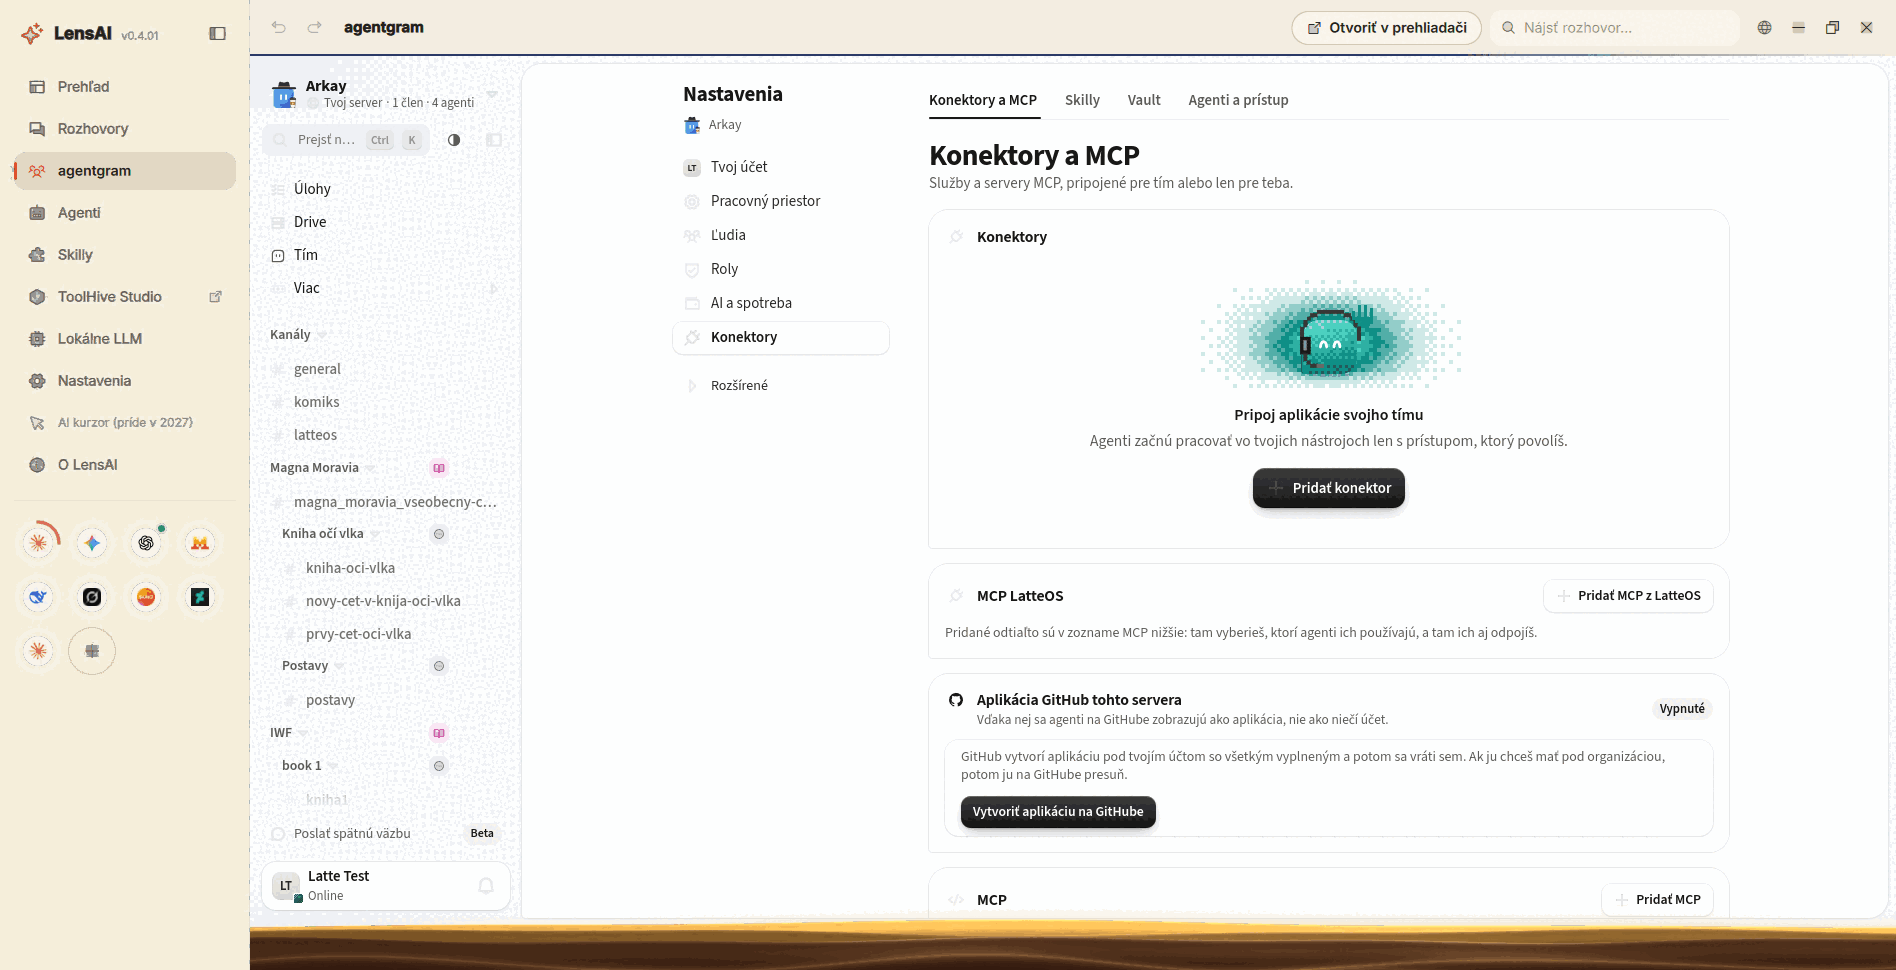 LensAI v0.4.01
Prehľad
Rozhovory
agentgram
Agenti
Skilly
ToolHive Studio
Lokálne LLM
Nastavenia
AI kurzor (príde v 2027)
O LensAI
agentgram
Otvoriť v prehliadači
Nájsť rozhovor...
Arkay
Tvoj server · 1 člen · 4 agenti
Prejsť n... Ctrl K
Úlohy
Drive
Tím
Viac
Kanály
general
komiks
latteos
Magna Moravia
magna_moravia_vseobecny-c...
Kniha očí vlka
kniha-oci-vlka
novy-cet-v-knija-oci-vlka
prvy-cet-oci-vlka
Postavy
postavy
IWF
book 1
kniha1
Poslať spätnú väzbu Beta
LT Latte Test
Online
Nastavenia
Arkay
LT Tvoj účet
Pracovný priestor
Ľudia
Roly
AI a spotreba
Konektory
Rozšírené
Konektory a MCP Skilly Vault Agenti a prístup
Konektory a MCP
Služby a servery MCP, pripojené pre tím alebo len pre teba.
Konektory
Pripoj aplikácie svojho tímu
Agenti začnú pracovať vo tvojich nástrojoch len s prístupom, ktorý povolíš.
Pridať konektor
MCP LatteOS
Pridať MCP z LatteOS
Pridané odtiaľto sú v zozname MCP nižšie: tam vyberieš, ktorí agenti ich používajú, a tam ich aj odpojíš.
Aplikácia GitHub tohto servera
Vďaka nej sa agenti na GitHube zobrazujú ako aplikácia, nie ako niečí účet.
Vypnuté
GitHub vytvorí aplikáciu pod tvojím účtom so všetkým vyplneným a potom sa vráti sem. Ak ju chceš mať pod organizáciou,
potom ju na GitHube presuň.
Vytvoriť aplikáciu na GitHube
MCP
Pridať MCP